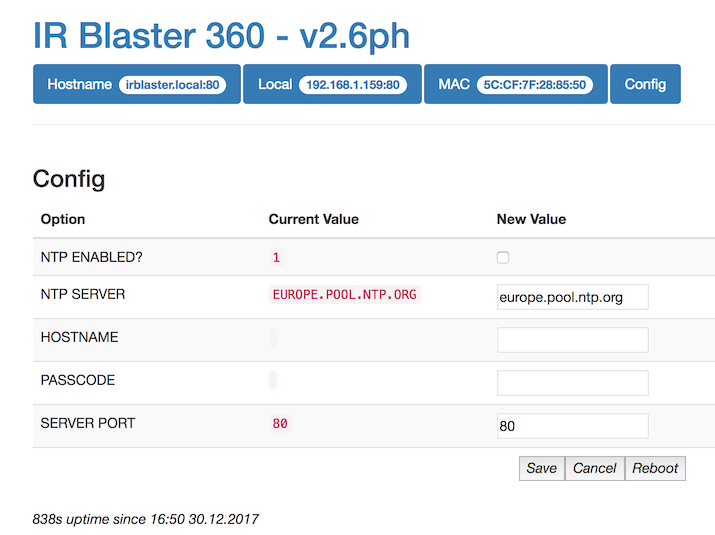 IR Blaster 360 - v2.6ph
Hostname irblaster.local:80 Local 192.168.1.159:80 MAC 5C:CF:7F:28:85:50 Config
Config
Option Current Value New Value
NTP ENABLED? 1
NTP SERVER EUROPE.POOL.NTP.ORG europe.pool.ntp.org
HOSTNAME
PASSCODE
SERVER PORT 80 80
Save Cancel Reboot
838s uptime since 16:50 30.12.2017